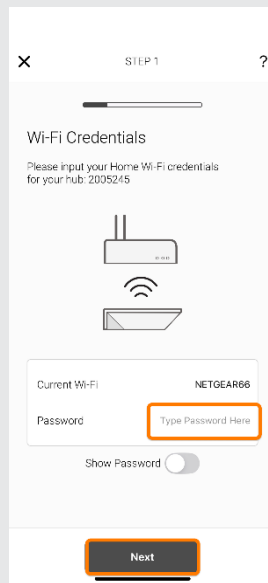 STEP 1
?
Wi-Fi Credentials
Please input your Home Wi-Fi credentials
for your hub: 2005245
Current Wi-Fi NETGEAR66
Password Type Password Here
Show Password
Next